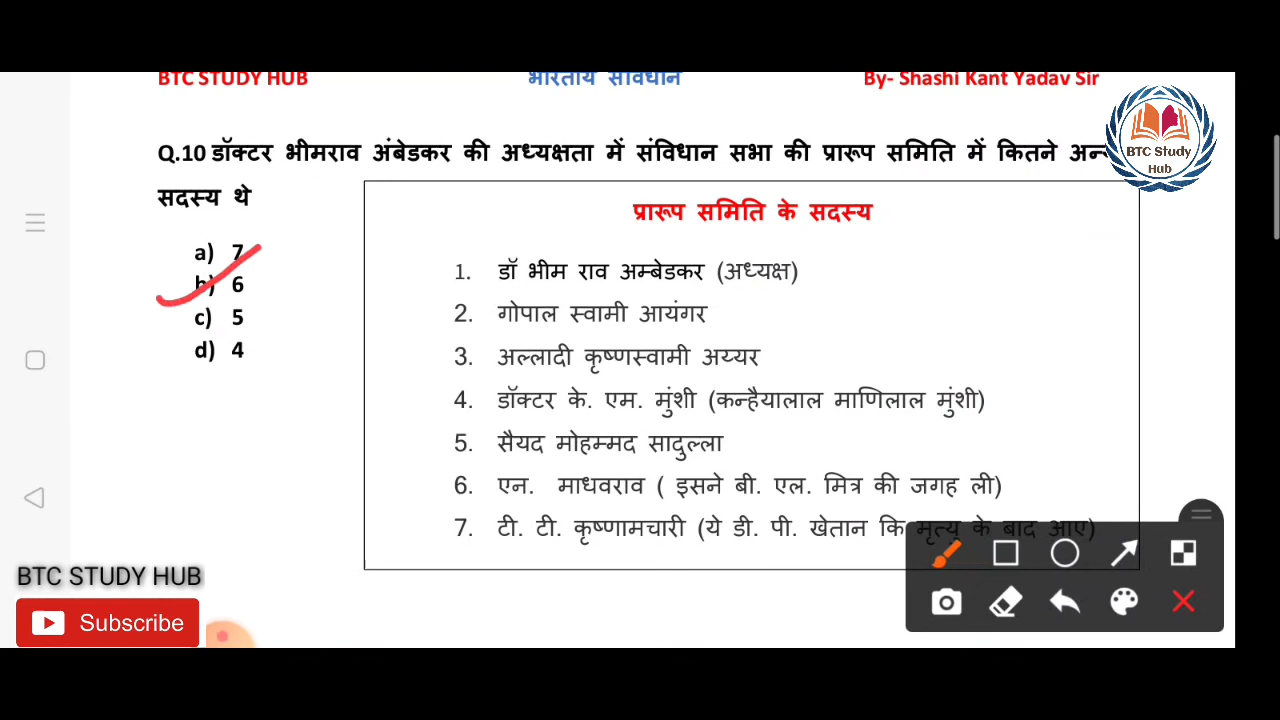 BTC STUDY HUB भारतीय संविधान By- Shashi Kant Yadav Sir
Q.10 डॉक्टर भीमराव अंबेडकर की अध्यक्षता में संविधान सभा की प्रारूप समिति में कितने
सदस्य थे
BTC Study
Hub
प्रारूप समिति के सदस्य
a) 7
b) 6
c) 5
d) 4
1. डॉ भीम राव अम्बेडकर (अध्यक्ष)
2. गोपाल स्वामी आयंगर
3. अल्लादी कृष्णस्वामी अय्यर
4. डॉक्टर के. एम. मुंशी (कन्हैयालाल माणिलाल मुंशी)
5. सैयद मोहम्मद सादुल्ला
6. एन. माधवराव ( इसने बी. एल. मित्र की जगह ली)
7. टी. टी. कृष्णामचारी (ये डी. पी. खेतान कि मृत्यु के बाद आए)
BTC STUDY HUB
Subscribe